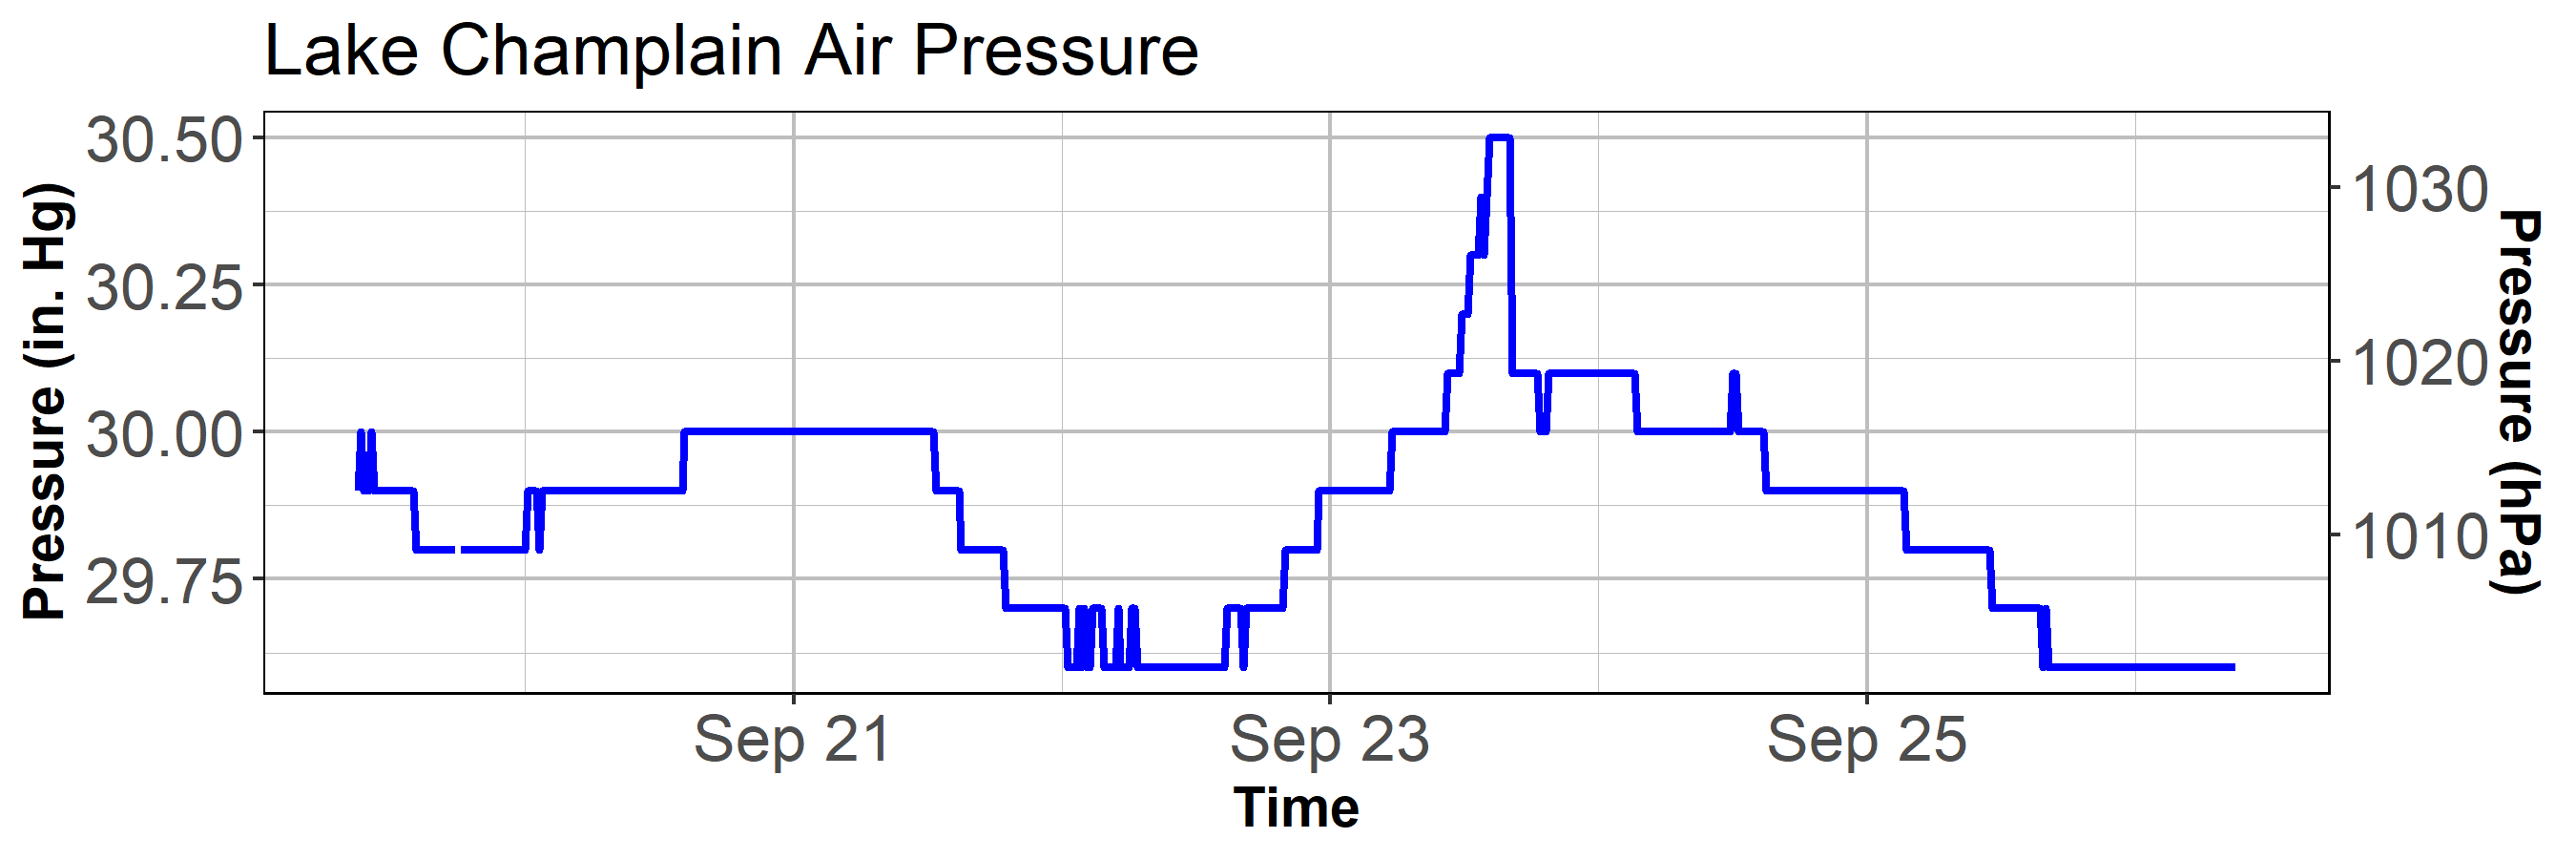 Lake Champlain Air Pressure
Pressure (in. Hg)
30.50
30.25
30.00
29.75
1030
1020
1010
Pressure (hPa)
Sep 21
Sep 23
Sep 25
Time